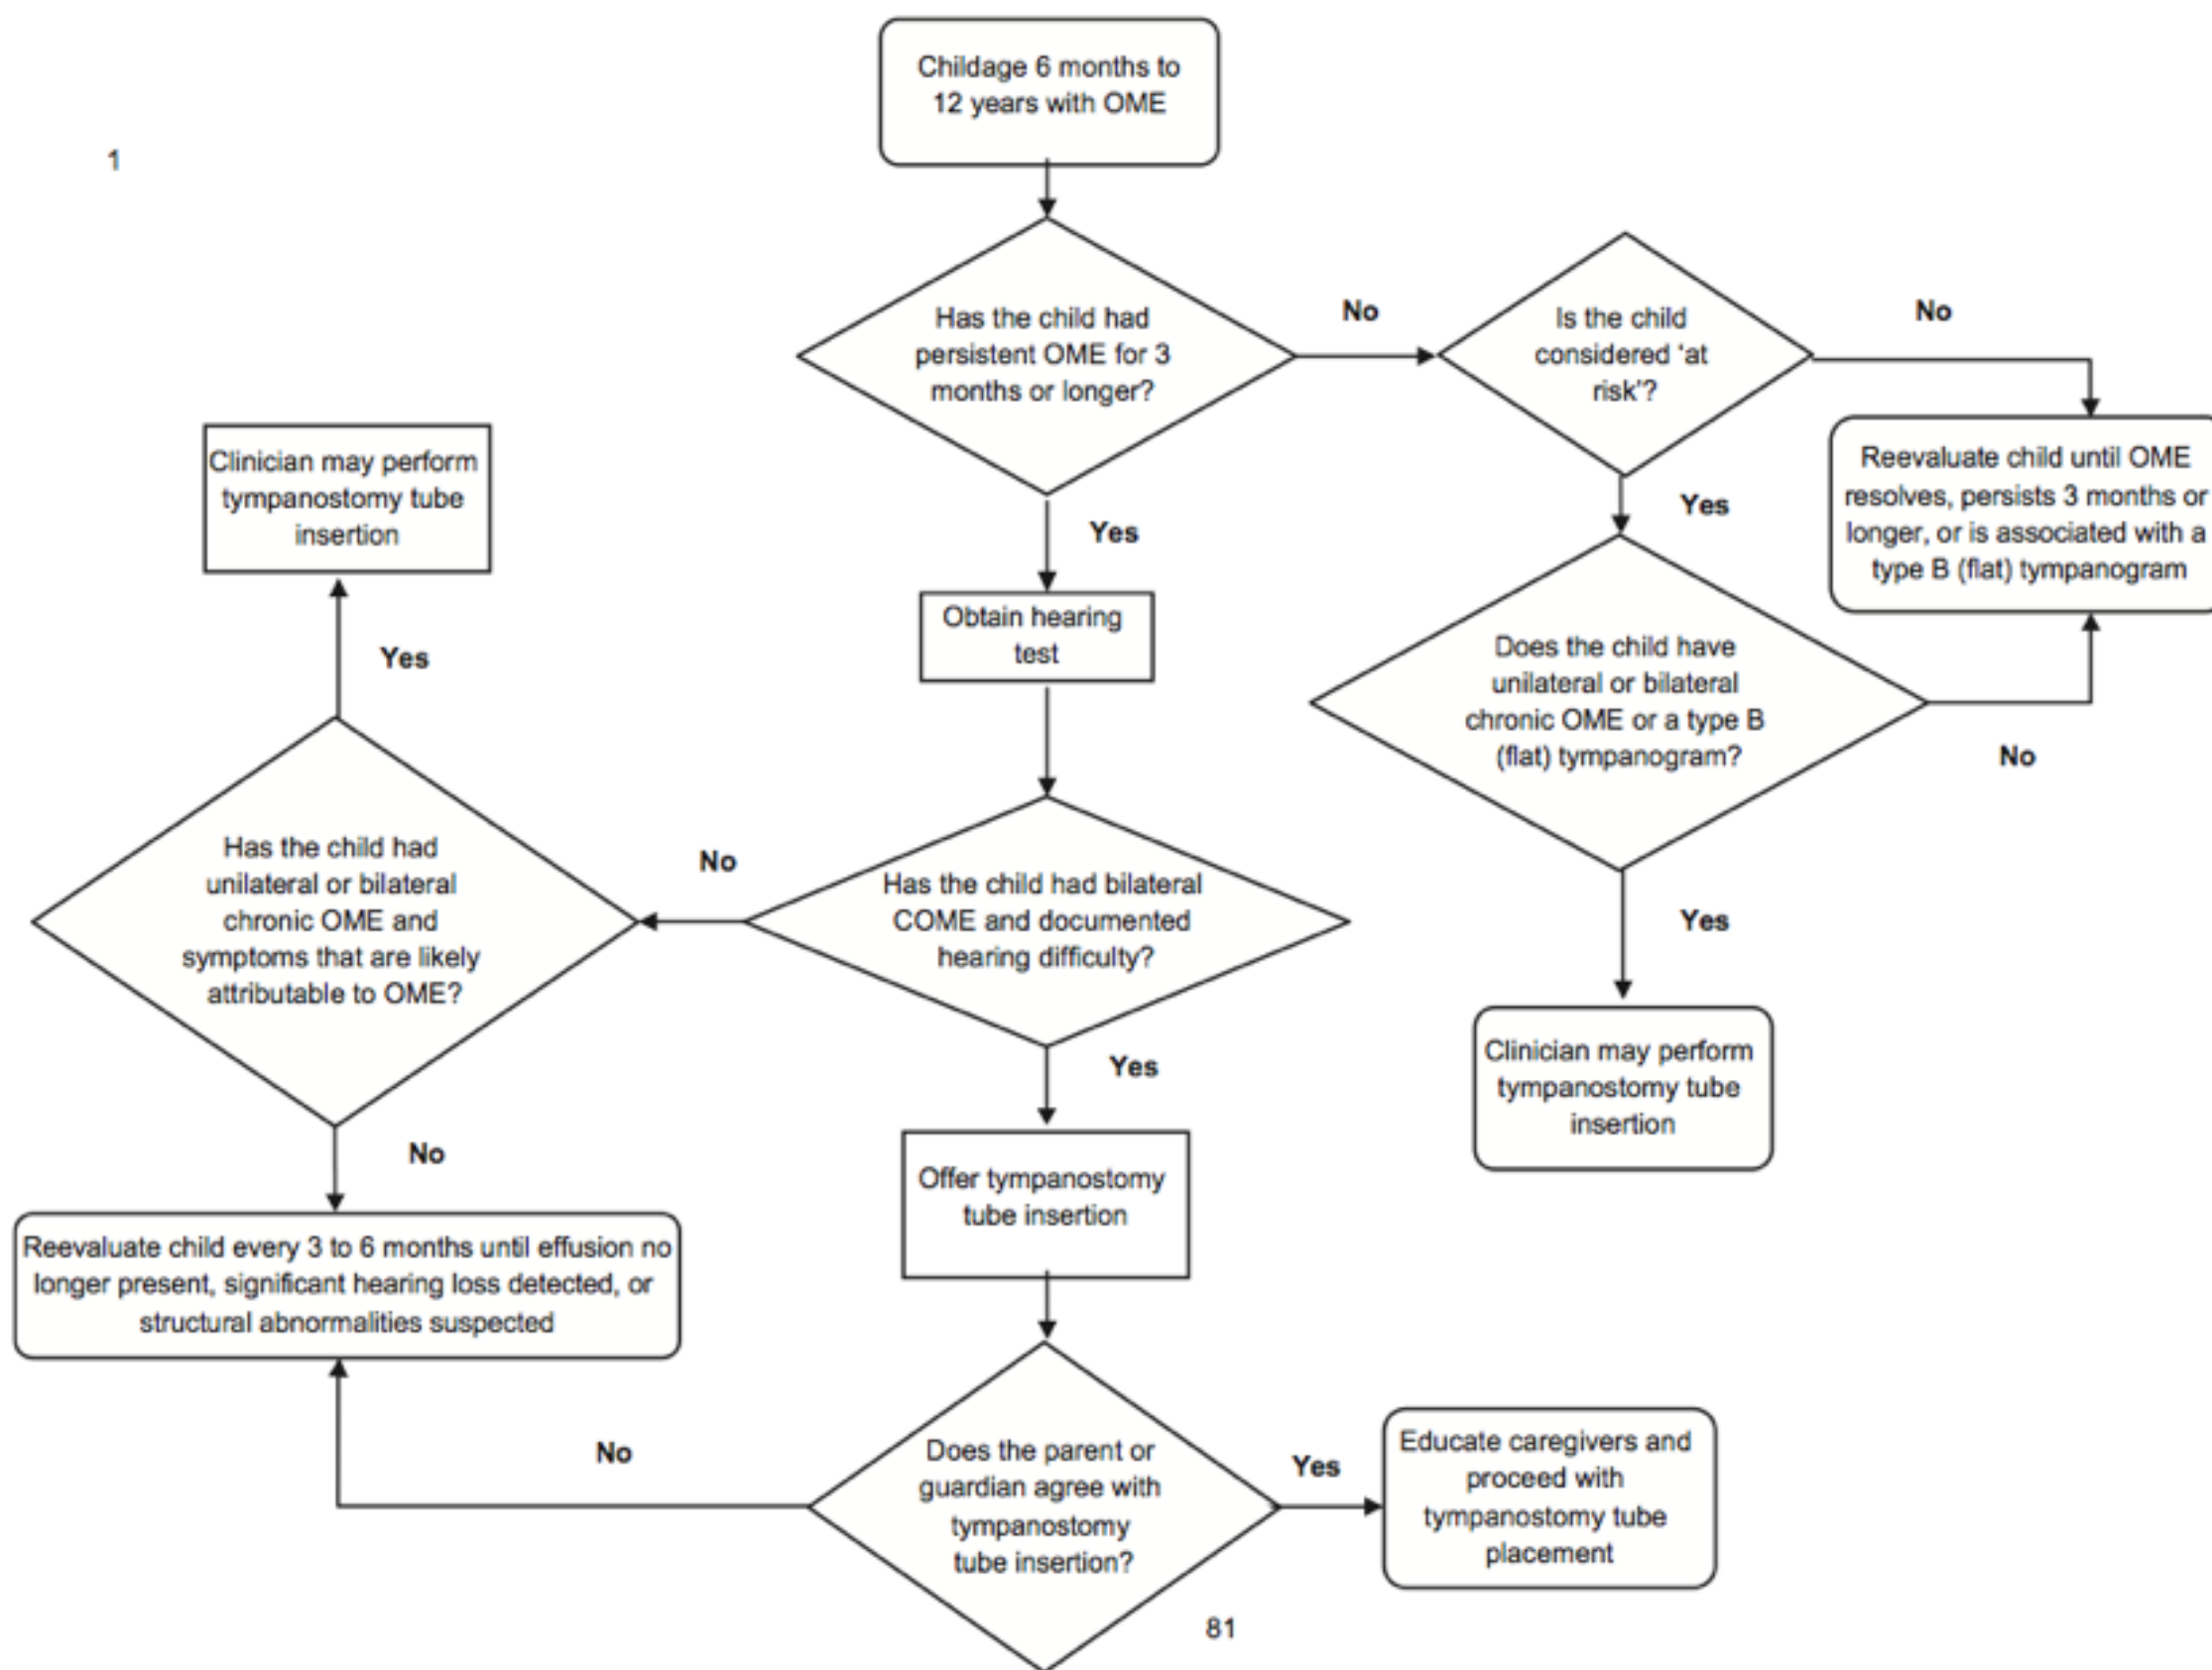 Childage 6 months to
12 years with OME
1
Has the child had
persistent OME for 3
months or longer?
No
Is the child
considered 'at
risk'?
No
Reevaluate child until OME
resolves, persists 3 months or
longer, or is associated with a
type B (flat) tympanogram
Yes
Does the child have
unilateral or bilateral
chronic OME or a type B
(flat) tympanogram?
No
Yes
Clinician may perform
tympanostomy tube
insertion
Yes
Obtain hearing
test
Has the child had bilateral
COME and documented
hearing difficulty?
No
Has the child had
unilateral or bilateral
chronic OME and
symptoms that are likely
attributable to OME?
Yes
Clinician may perform
tympanostomy tube
insertion
No
Reevaluate child every 3 to 6 months until effusion no
longer present, significant hearing loss detected, or
structural abnormalities suspected
Yes
Offer tympanostomy
tube insertion
Does the parent or
guardian agree with
tympanostomy
tube insertion?
No
Yes
Educate caregivers and
proceed with
tympanostomy tube
placement
81